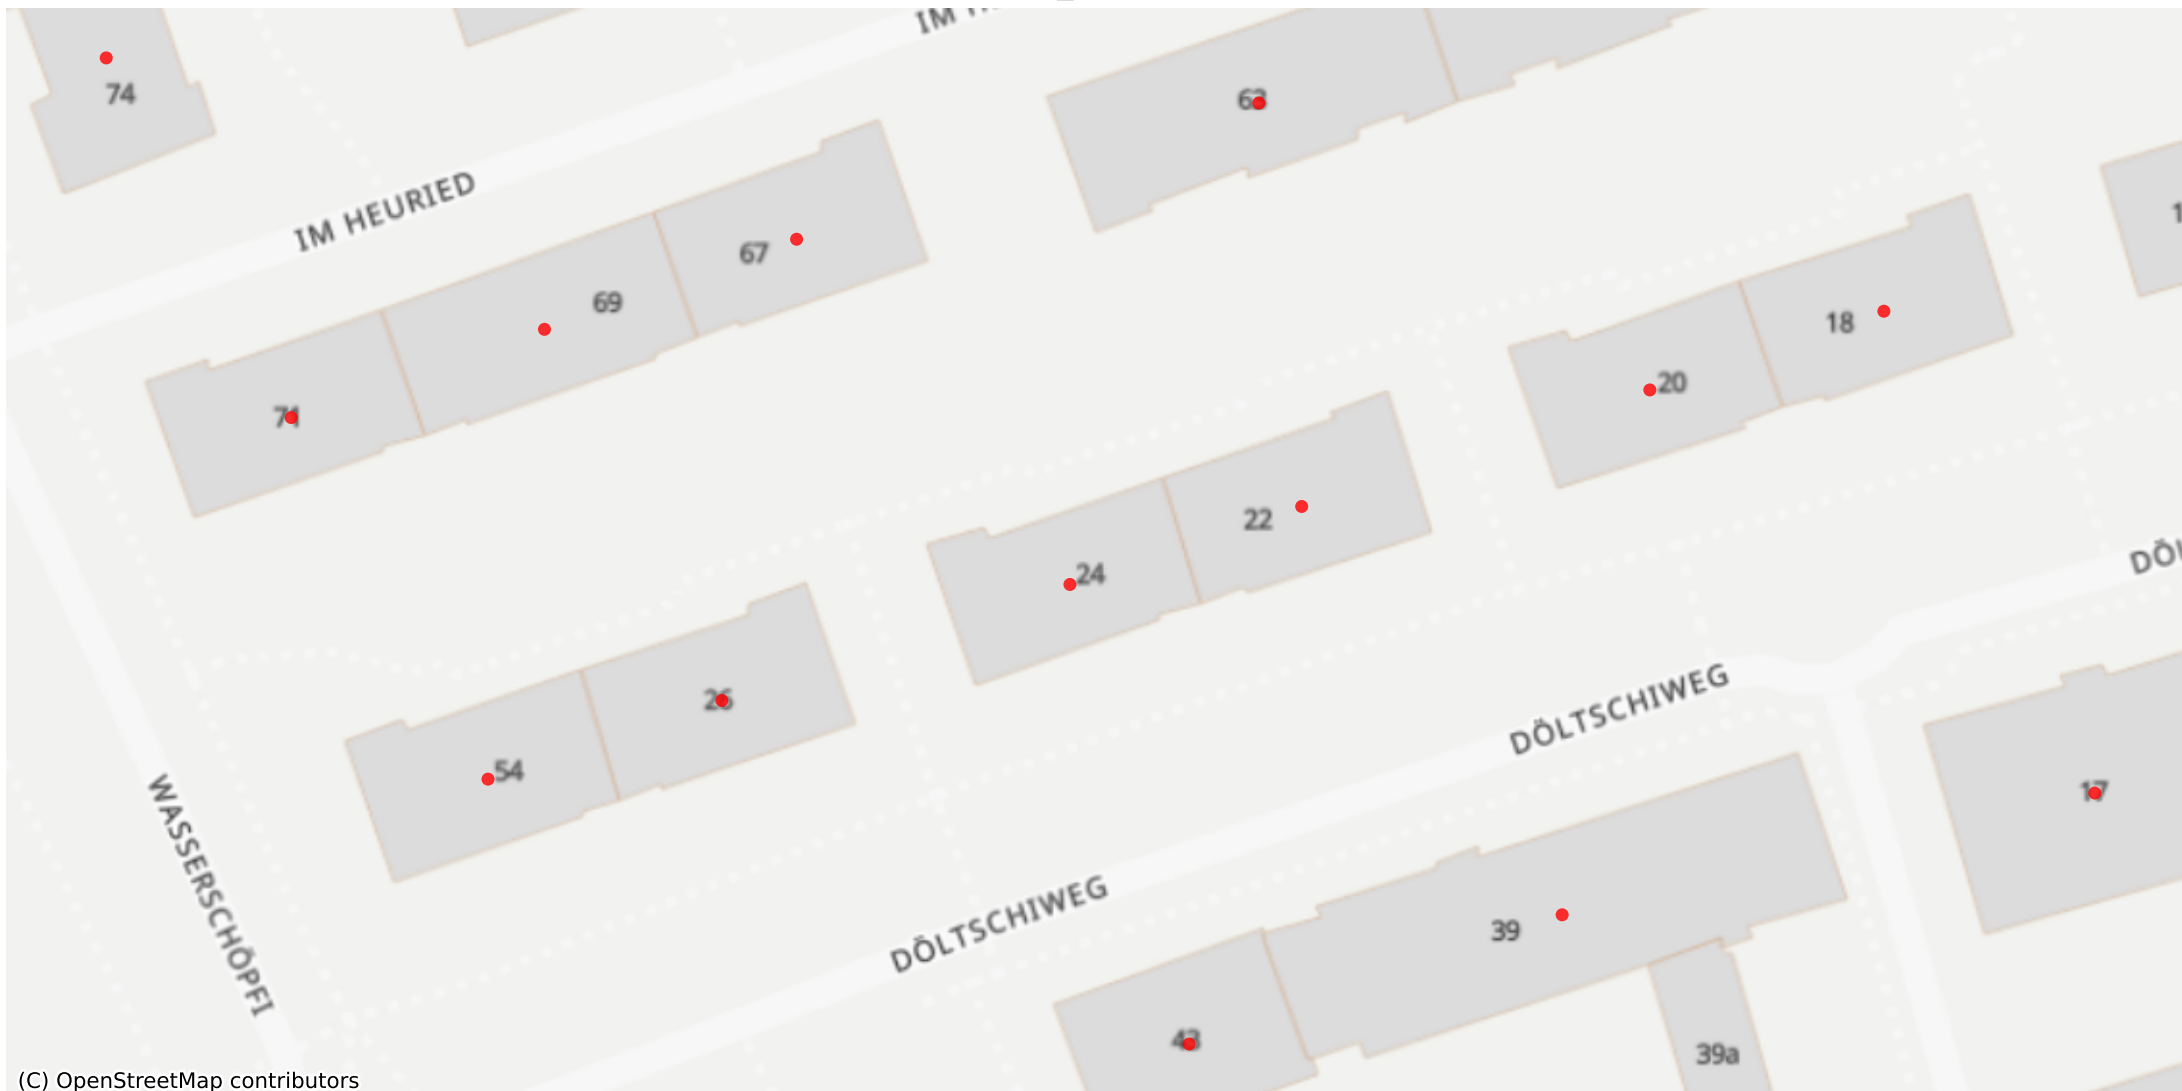 74
IM HEURIED
67
69
71
18
20
22
24
26
54
DÖLTSCHIWEG
17
WASSERSCHÖPFI
DÖLTSCHIWEG
39
43
39a
(C) OpenStreetMap contributors